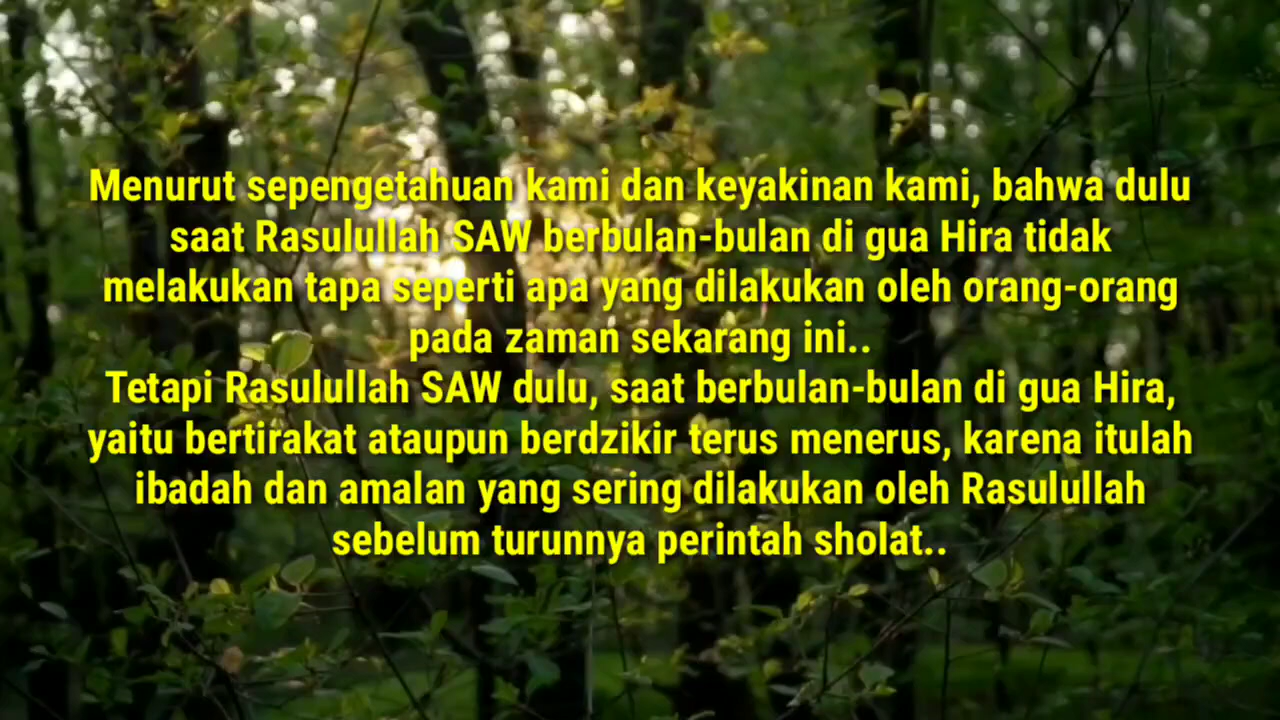 Menurut sepengetahuan kami dan keyakinan kami, bahwa dulu
saat Rasulullah SAW berbulan-bulan di gua Hira tidak
melakukan tapa seperti apa yang dilakukan oleh orang-orang
pada zaman sekarang ini..
Tetapi Rasulullah SAW dulu, saat berbulan-bulan di gua Hira,
yaitu bertirakat ataupun berdzikir terus menerus, karena itulah
ibadah dan amalan yang sering dilakukan oleh Rasulullah
sebelum turunnya perintah sholat..